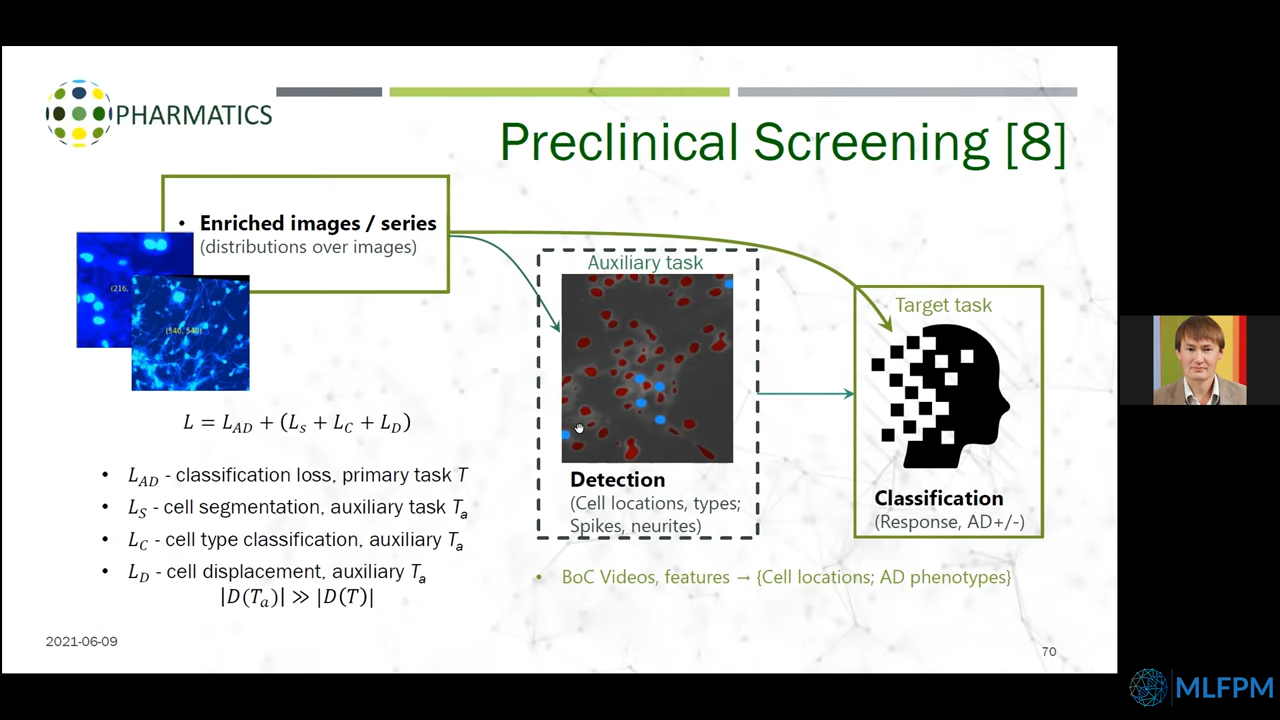 PHARMATICS
Preclinical Screening [8]
• Enriched images / series
(distributions over images)
(216,
(540, 540)
Auxiliary task
Target task
L = L_AD + (L_s + L_C + L_D)
• L_AD - classification loss, primary task T
• L_S - cell segmentation, auxiliary task T_a
• L_C - cell type classification, auxiliary T_a
• L_D - cell displacement, auxiliary T_a
|D(T_a)| ≫ |D(T)|
Detection
(Cell locations, types;
Spikes, neurites)
Classification
(Response, AD+/-)
• BoC Videos, features → {Cell locations; AD phenotypes}
2021-06-09
70
MLFPM